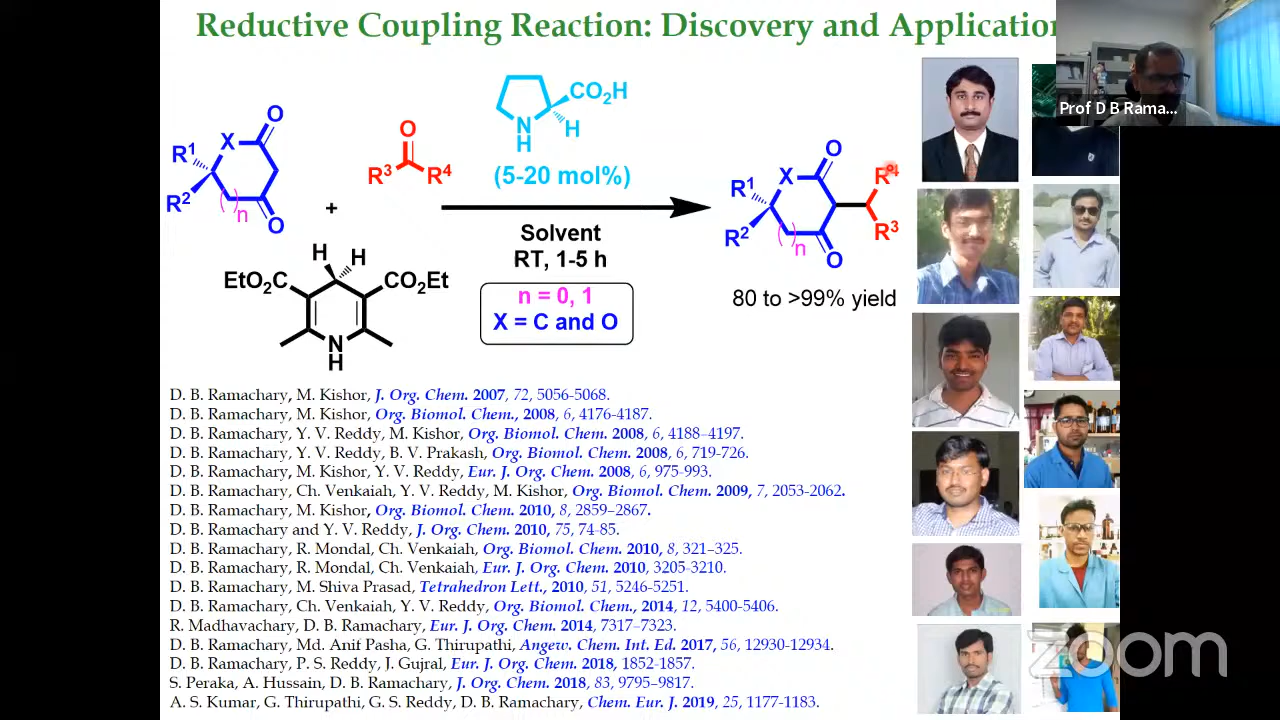 Reductive Coupling Reaction: Discovery and Application
Prof D B Rama...
CO₂H
N
H
H
(5-20 mol%)
O
R³
R⁴
R¹
X
O
R²
( )n
O
+
H
H
EtO₂C
CO₂Et
N
H
Solvent
RT, 1-5 h
n = 0, 1
X = C and O
O
R¹
X
R²
( )n
O
R³
80 to >99% yield
D. B. Ramachary, M. Kishor, J. Org. Chem. 2007, 72, 5056-5068.
D. B. Ramachary, M. Kishor, Org. Biomol. Chem., 2008, 6, 4176-4187.
D. B. Ramachary, Y. V. Reddy, M. Kishor, Org. Biomol. Chem. 2008, 6, 4188–4197.
D. B. Ramachary, Y. V. Reddy, B. V. Prakash, Org. Biomol. Chem. 2008, 6, 719-726.
D. B. Ramachary, M. Kishor, Y. V. Reddy, Eur. J. Org. Chem. 2008, 6, 975-993.
D. B. Ramachary, Ch. Venkaiah, Y. V. Reddy, M. Kishor, Org. Biomol. Chem. 2009, 7, 2053-2062.
D. B. Ramachary, M. Kishor, Org. Biomol. Chem. 2010, 8, 2859–2867.
D. B. Ramachary and Y. V. Reddy, J. Org. Chem. 2010, 75, 74-85.
D. B. Ramachary, R. Mondal, Ch. Venkaiah, Org. Biomol. Chem. 2010, 8, 321–325.
D. B. Ramachary, R. Mondal, Ch. Venkaiah, Eur. J. Org. Chem. 2010, 3205-3210.
D. B. Ramachary, M. Shiva Prasad, Tetrahedron Lett., 2010, 51, 5246-5251.
D. B. Ramachary, Ch. Venkaiah, Y. V. Reddy, Org. Biomol. Chem., 2014, 12, 5400-5406.
R. Madhavachary, D. B. Ramachary, Eur. J. Org. Chem. 2014, 7317–7323.
D. B. Ramachary, Md. Anif Pasha, G. Thirupathi, Angew. Chem. Int. Ed. 2017, 56, 12930-12934.
D. B. Ramachary, P. S. Reddy, J. Gujral, Eur. J. Org. Chem. 2018, 1852-1857.
S. Peraka, A. Hussain, D. B. Ramachary, J. Org. Chem. 2018, 83, 9795–9817.
A. S. Kumar, G. Thirupathi, G. S. Reddy, D. B. Ramachary, Chem. Eur. J. 2019, 25, 1177-1183.
zoom